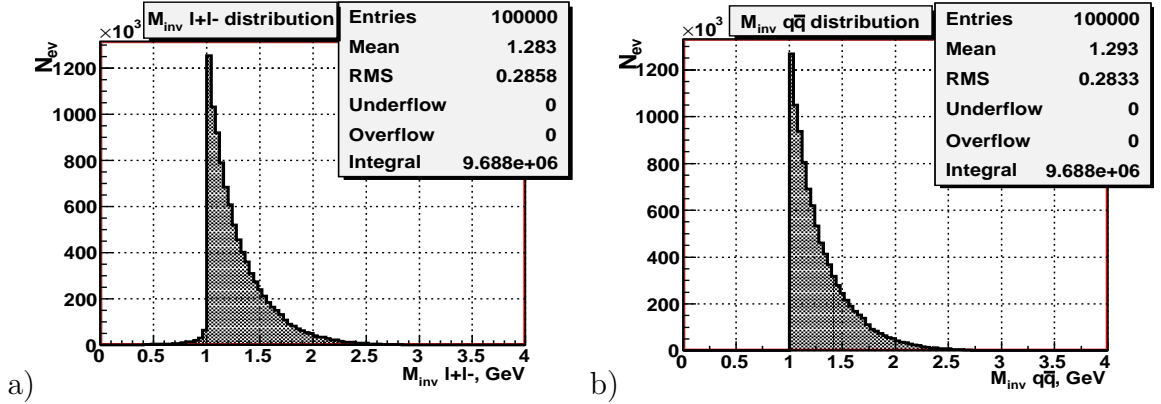 M_inv l+l- distribution
Entries 100000
Mean 1.283
RMS 0.2858
Underflow 0
Overflow 0
Integral 9.688e+06
×10³
N_ev
1200
1000
800
600
400
200
0
0 0.5 1 1.5 2 2.5 3 3.5 4
M_inv l+l-, GeV
a)
M_inv qq̅ distribution
Entries 100000
Mean 1.293
RMS 0.2833
Underflow 0
Overflow 0
Integral 9.688e+06
×10³
N_ev
1200
1000
800
600
400
200
0
0 0.5 1 1.5 2 2.5 3 3.5 4
M_inv qq̅, GeV
b)